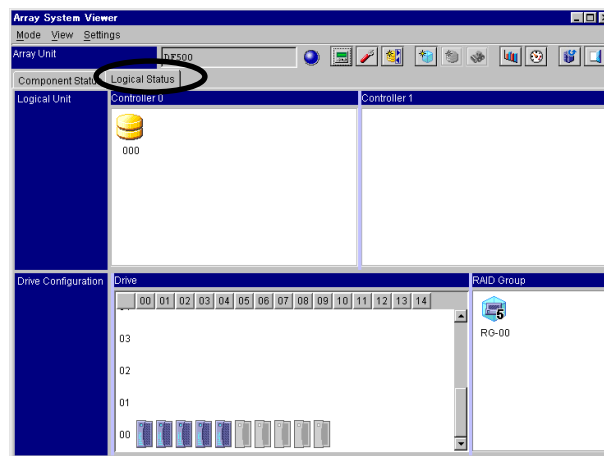 Array System Viewer
Mode View Settings
Array Unit DF500
Component Status Logical Status
Logical Unit Controller 0 Controller 1
000
Drive Configuration Drive RAID Group
00 01 02 03 04 05 06 07 08 09 10 11 12 13 14
5
03 RG-00
02
01
00